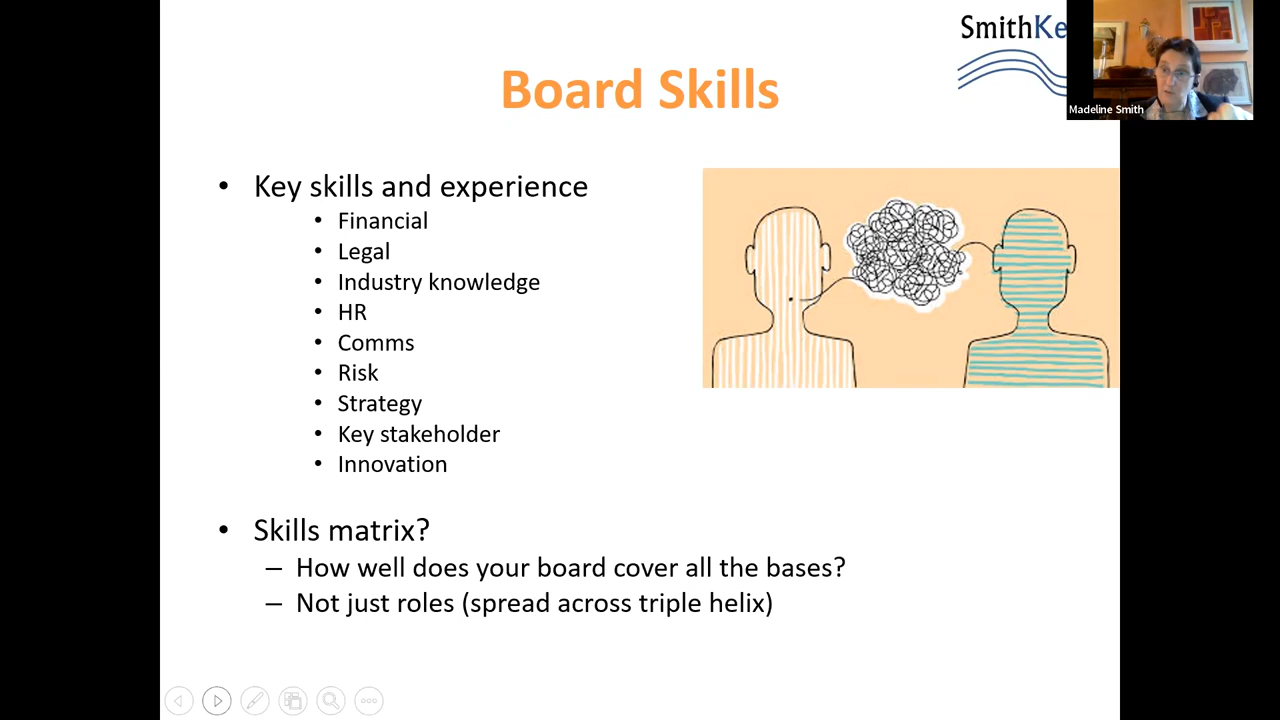 SmithKe
Madeline Smith
Board Skills
• Key skills and experience
• Financial
• Legal
• Industry knowledge
• HR
• Comms
• Risk
• Strategy
• Key stakeholder
• Innovation
• Skills matrix?
– How well does your board cover all the bases?
– Not just roles (spread across triple helix)